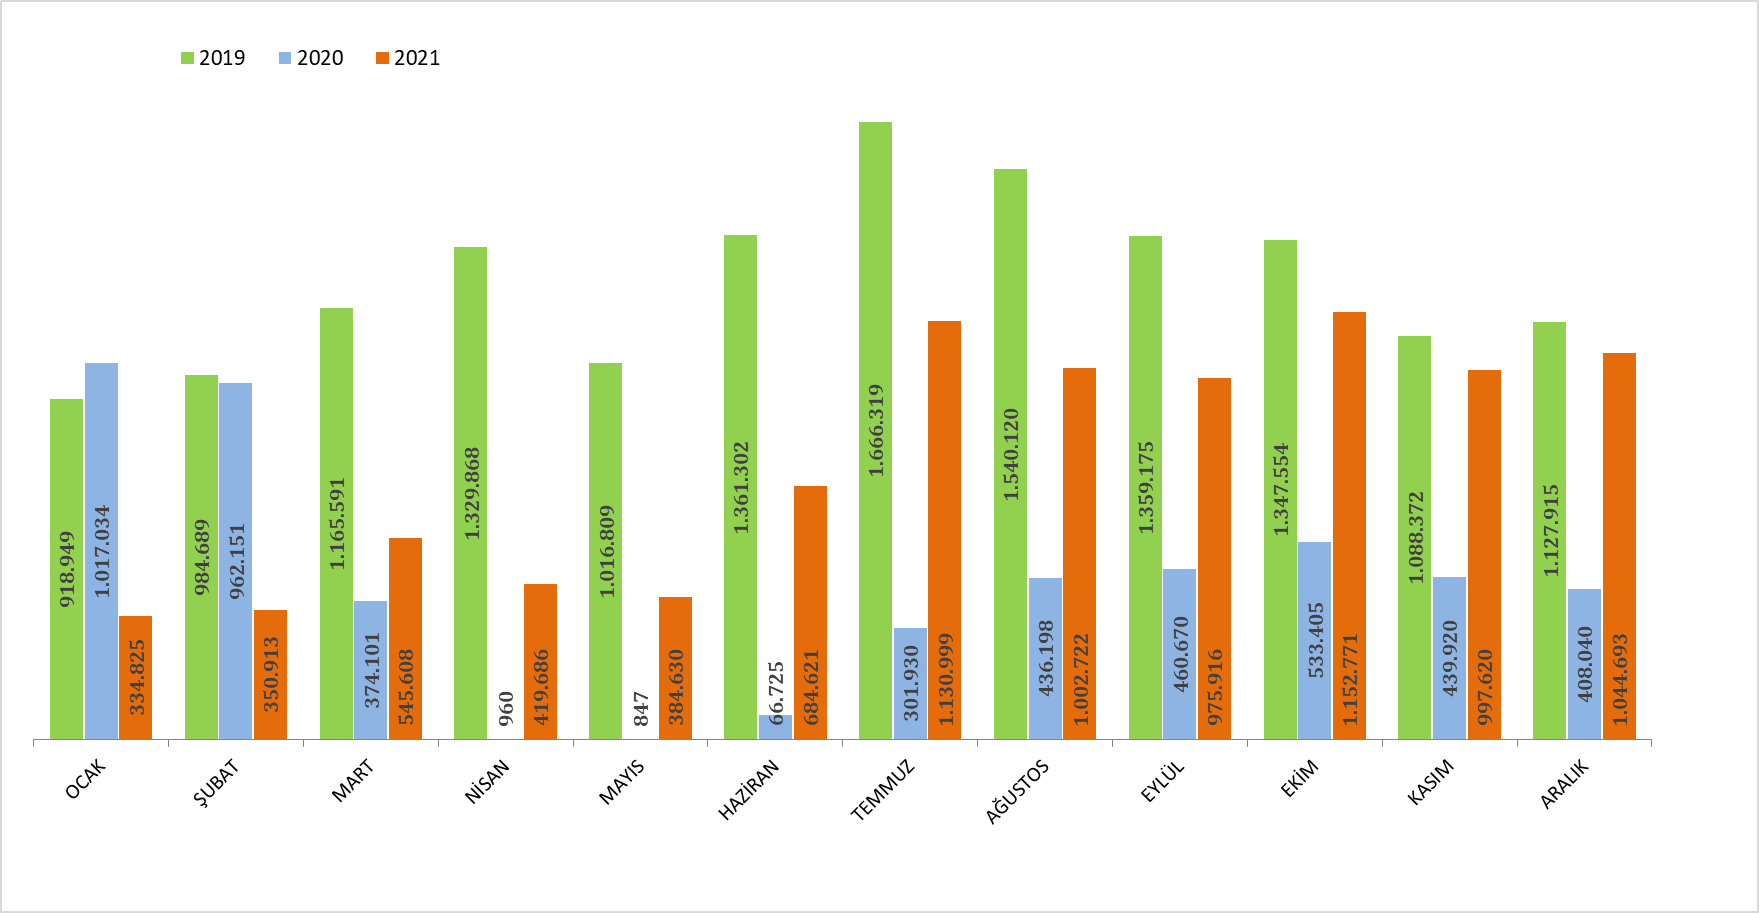 2019 2020 2021
918.949 1.017.034 334.825
984.689 962.151 350.913
1.165.591 374.101 545.608
1.329.868 960 419.686
1.016.809 847 384.630
1.361.302 66.725 684.621
1.666.319 301.930 1.130.999
1.540.120 436.198 1.002.722
1.359.175 460.670 975.916
1.347.554 533.405 1.152.771
1.088.372 439.920 997.620
1.127.915 408.040 1.044.693
OCAK ŞUBAT MART NİSAN MAYIS HAZİRAN TEMMUZ AĞUSTOS EYLÜL EKİM KASIM ARALIK